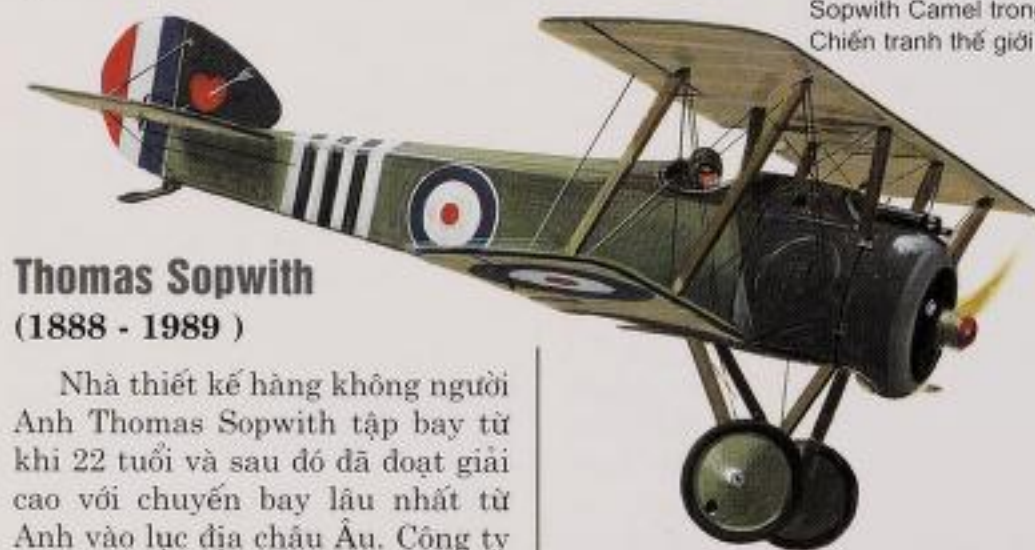 Sopwith Camel trong
Chiến tranh thế giới
Thomas Sopwith
(1888 - 1989 )
Nhà thiết kế hàng không người
Anh Thomas Sopwith tập bay từ
khi 22 tuổi và sau đó đã đoạt giải
cao với chuyến bay lâu nhất từ
Anh vào lục địa châu Âu. Công ty